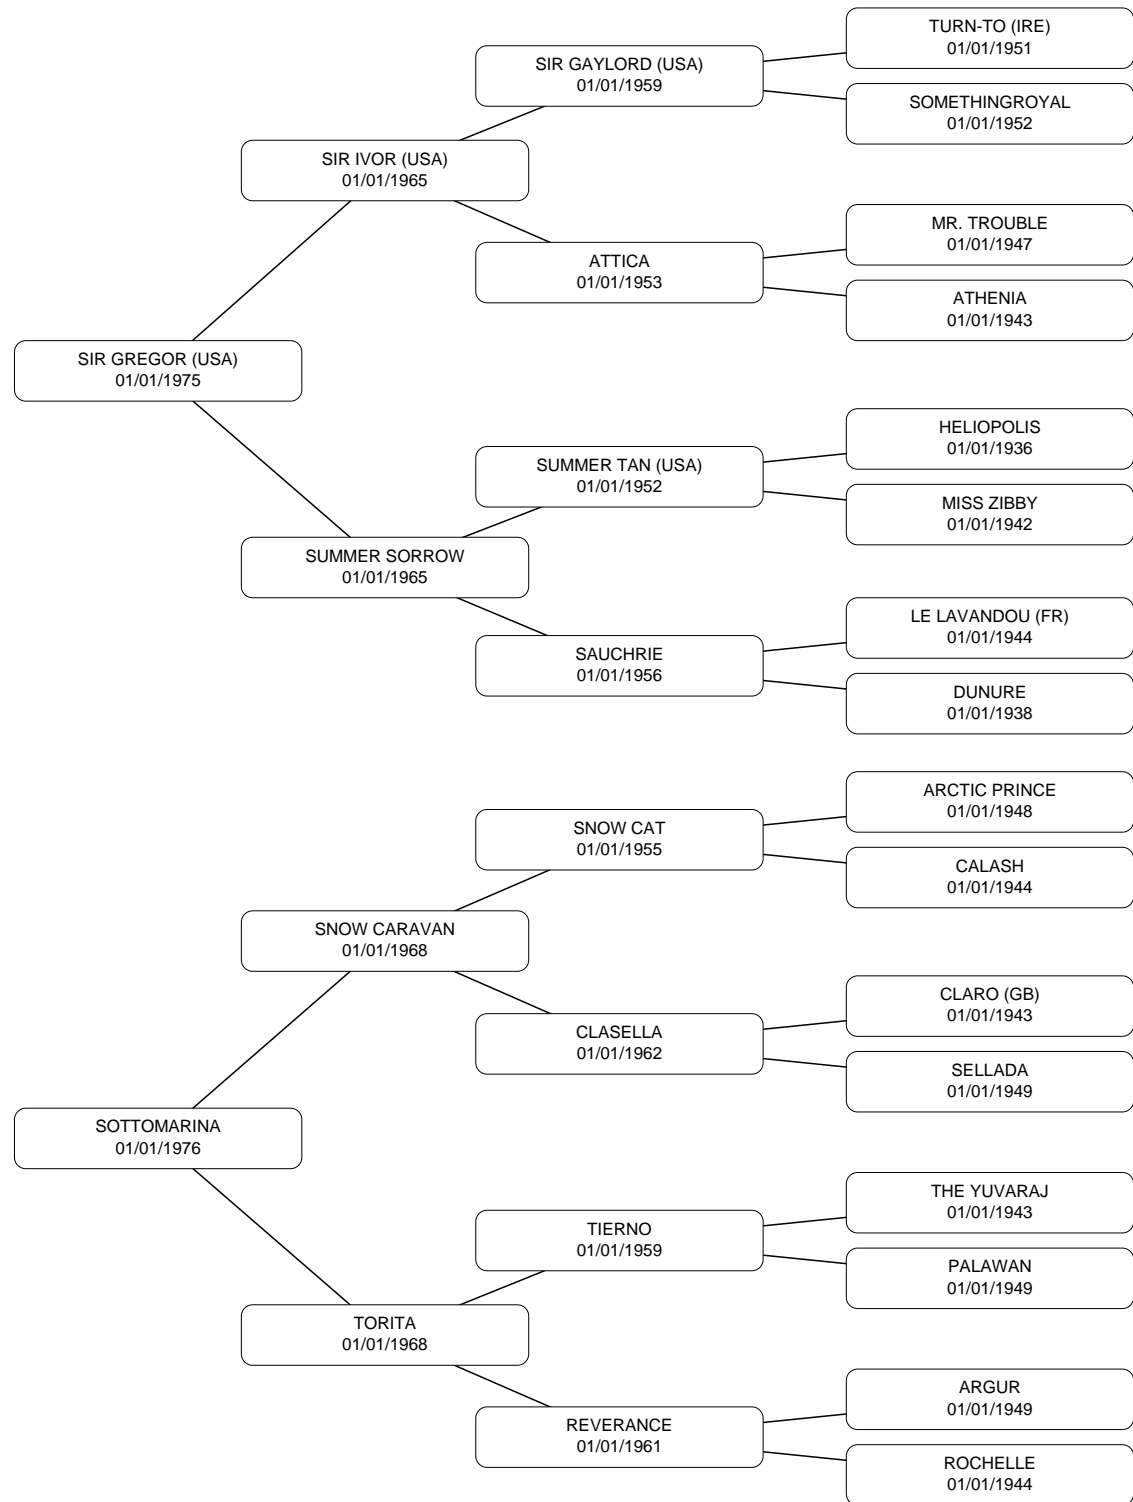 TURN-TO (IRE)
01/01/1951
SIR GAYLORD (USA)
01/01/1959
SOMETHINGROYAL
01/01/1952
SIR IVOR (USA)
01/01/1965
MR. TROUBLE
01/01/1947
ATTICA
01/01/1953
ATHENIA
01/01/1943
SIR GREGOR (USA)
01/01/1975
HELIOPOLIS
01/01/1936
SUMMER TAN (USA)
01/01/1952
MISS ZIBBY
01/01/1942
SUMMER SORROW
01/01/1965
LE LAVANDOU (FR)
01/01/1944
SAUCHRIE
01/01/1956
DUNURE
01/01/1938
ARCTIC PRINCE
01/01/1948
SNOW CAT
01/01/1955
CALASH
01/01/1944
SNOW CARAVAN
01/01/1968
CLARO (GB)
01/01/1943
CLASELLA
01/01/1962
SELLADA
01/01/1949
SOTTOMARINA
01/01/1976
THE YUVARAJ
01/01/1943
TIERNO
01/01/1959
PALAWAN
01/01/1949
TORITA
01/01/1968
ARGUR
01/01/1949
REVERANCE
01/01/1961
ROCHELLE
01/01/1944